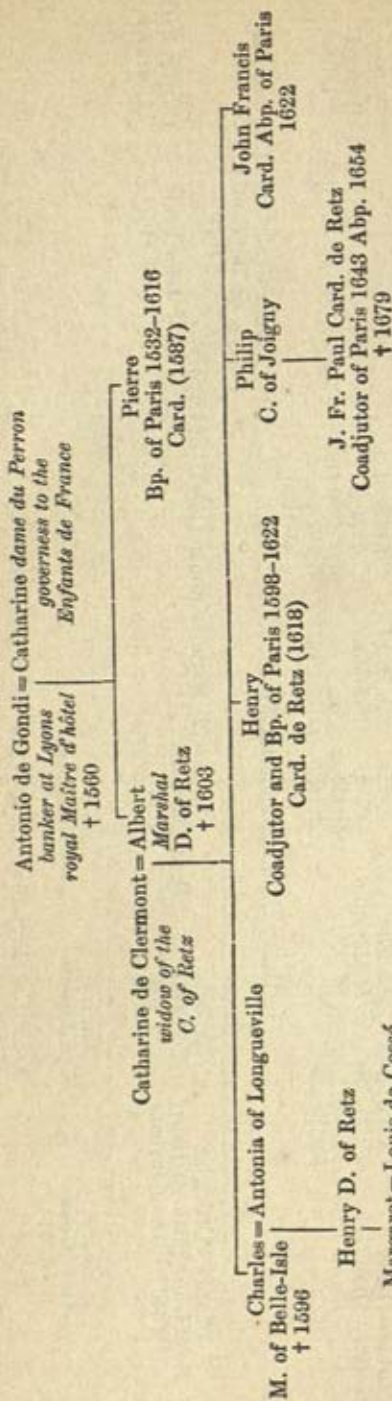 Antonio de Gondi = Catharine dame du Perron
banker at Lyons governess to the
royal Maître d'hôtel Enfants de France
† 1560
Catharine de Clermont = Albert
widow of the Marshal
C. of Retz D. of Retz
† 1603
Pierre
Bp. of Paris 1532–1616
Card. (1587)
Charles = Antonia of Longueville
M. of Belle-Isle
† 1596
Henry
Coadjutor and Bp. of Paris 1598–1622
Card. de Retz (1618)
Philip
C. of Joigny
John Francis
Card. Abp. of Paris
1622
Henry D. of Retz
J. Fr. Paul Card. de Retz
Coadjutor of Paris 1643 Abp. 1654
† 1679
Margaret = Louis de Cossé